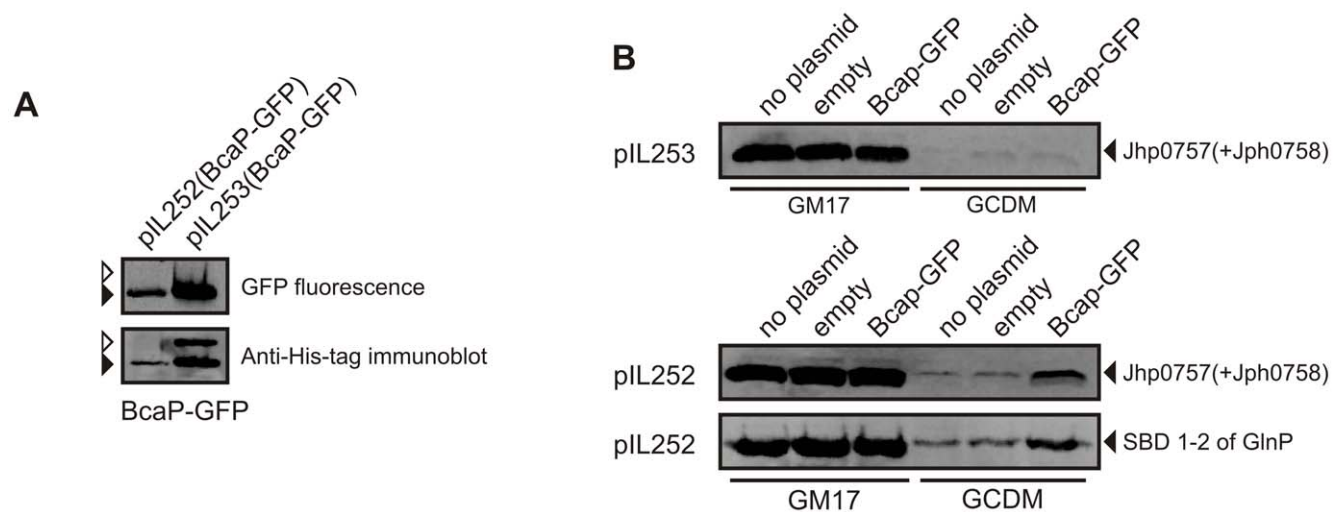 A
pIL252(BcaP-GFP)
pIL253(BcaP-GFP)
GFP fluorescence
Anti-His-tag immunoblot
BcaP-GFP
B
no plasmid
empty
Bcap-GFP
no plasmid
empty
Bcap-GFP
pIL253
Jhp0757(+Jph0758)
GM17
GCDM
no plasmid
empty
Bcap-GFP
no plasmid
empty
Bcap-GFP
pIL252
Jhp0757(+Jph0758)
pIL252
SBD 1-2 of GlnP
GM17
GCDM